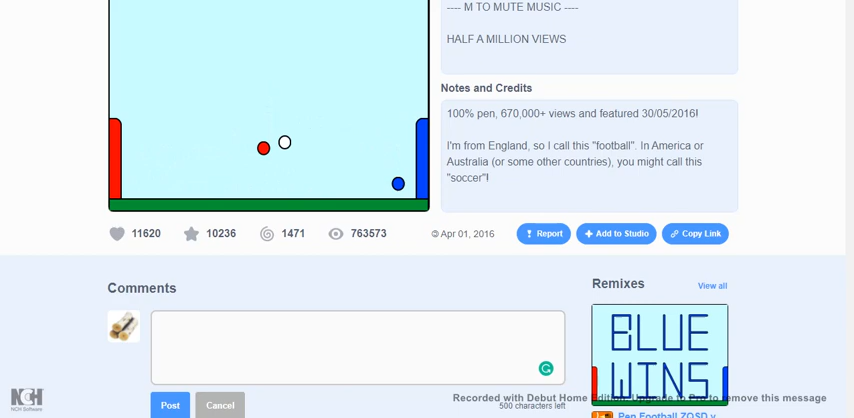 ---- M TO MUTE MUSIC ----
HALF A MILLION VIEWS
Notes and Credits
100% pen, 670,000+ views and featured 30/05/2016!
I'm from England, so I call this "football". In America or
Australia (or some other countries), you might call this
"soccer"!
11620
10236
1471
763573
© Apr 01, 2016
Report
Add to Studio
Copy Link
Comments
Remixes
View all
BLUE
WINS
Post
Cancel
500 characters left
NCH
NCH Software
Recorded with Debut Home Edition. Upgrade to Pro to remove this message
Pen Football ZOSD v